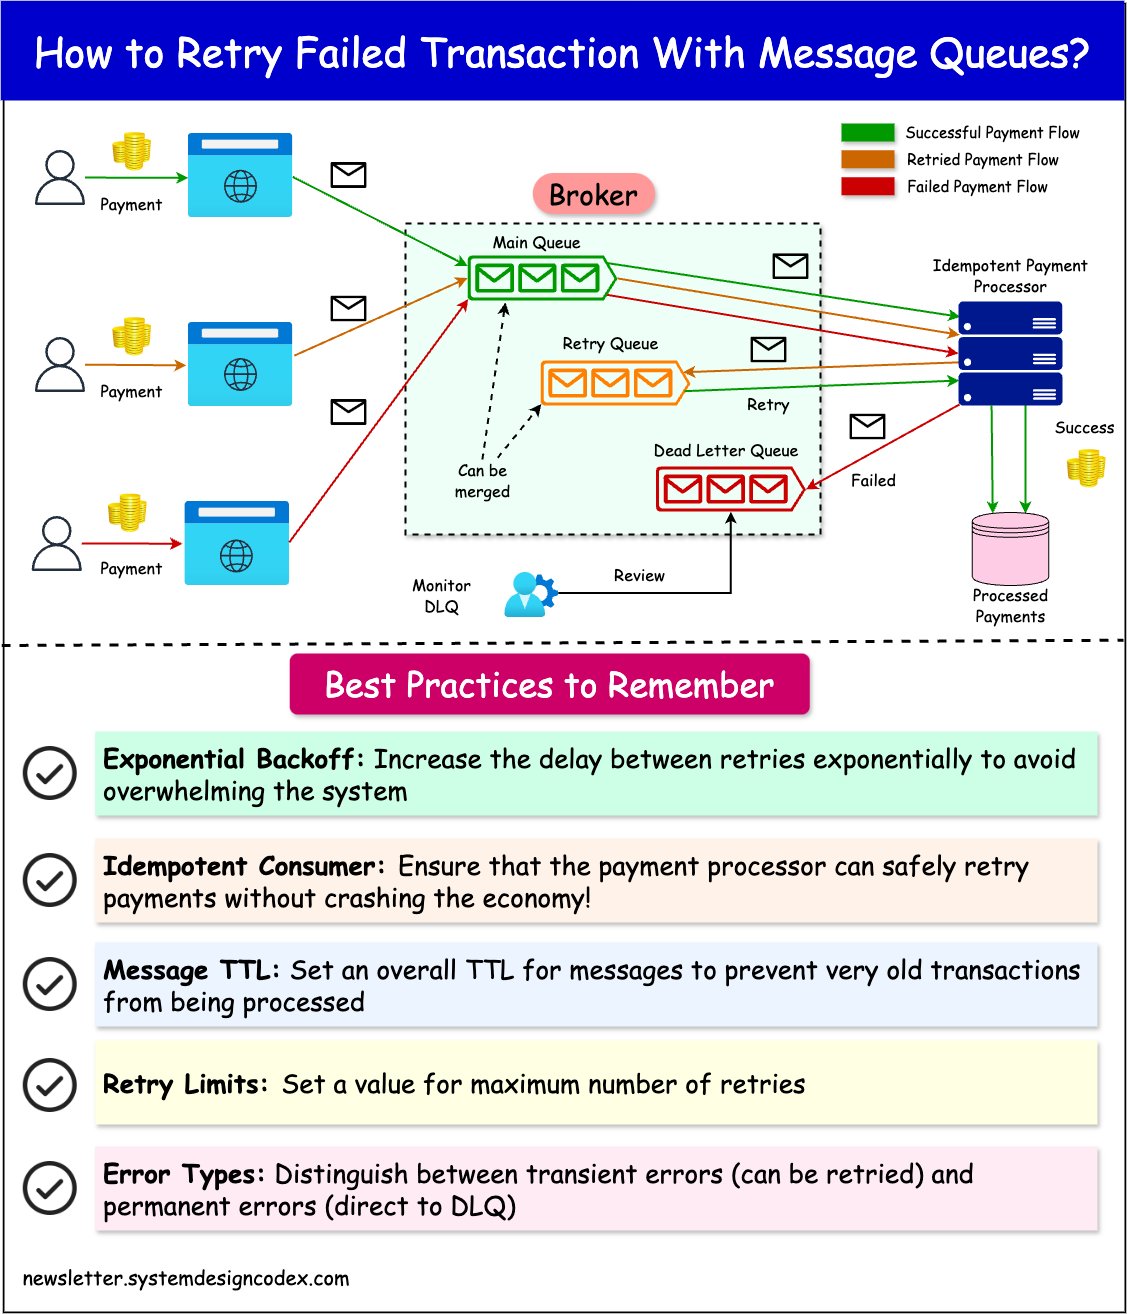 How to Retry Failed Transaction With Message Queues?
Successful Payment Flow
Retried Payment Flow
Failed Payment Flow
Payment
Broker
Main Queue
Idempotent Payment
Processor
Retry Queue
Payment
Retry
Dead Letter Queue
Success
Can be
merged
Failed
Payment
Monitor
DLQ
Review
Processed
Payments
Best Practices to Remember
Exponential Backoff: Increase the delay between retries exponentially to avoid
overwhelming the system
Idempotent Consumer: Ensure that the payment processor can safely retry
payments without crashing the economy!
Message TTL: Set an overall TTL for messages to prevent very old transactions
from being processed
Retry Limits: Set a value for maximum number of retries
Error Types: Distinguish between transient errors (can be retried) and
permanent errors (direct to DLQ)
newsletter.systemdesigncodex.com